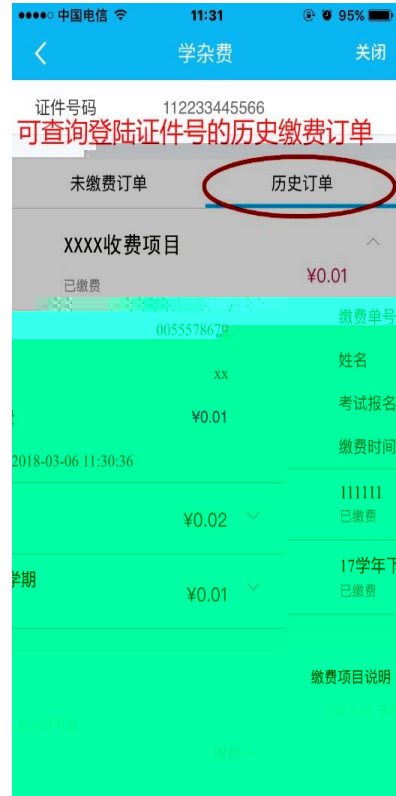 中国电信 11:31 95%
学杂费 关闭
证件号码 112233445566
可查询登陆证件号的历史缴费订单
未缴费订单 历史订单
XXXX收费项目
已缴费 ¥0.01
缴费单号
0055578679
姓名
xx
考试报名
¥0.01
缴费时间
2018-03-06 11:30:36
111111
已缴费
¥0.02
17学年下
学期
已缴费
¥0.01
缴费项目说明
收起